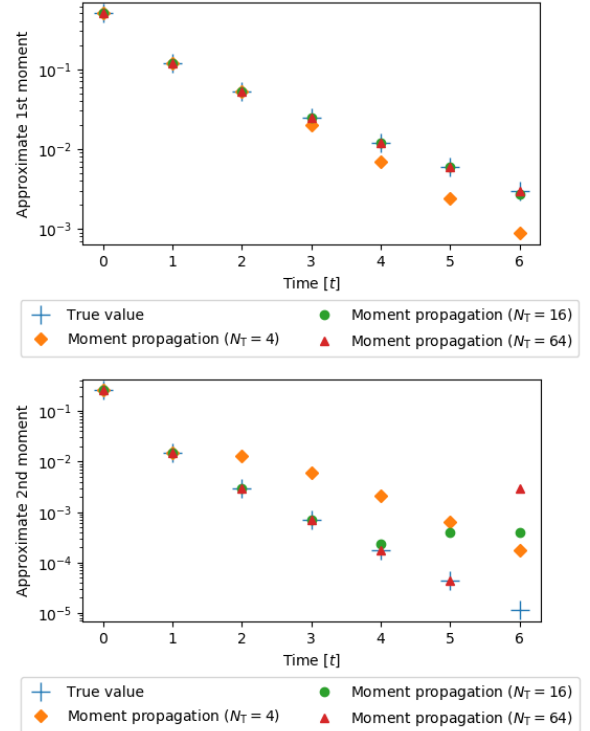 Approximate 1st moment
10⁻¹
10⁻²
10⁻³
0 1 2 3 4 5 6
Time [t]
True value
Moment propagation (N_T = 4)
Moment propagation (N_T = 16)
Moment propagation (N_T = 64)
Approximate 2nd moment
10⁻¹
10⁻²
10⁻³
10⁻⁴
10⁻⁵
0 1 2 3 4 5 6
Time [t]
True value
Moment propagation (N_T = 4)
Moment propagation (N_T = 16)
Moment propagation (N_T = 64)